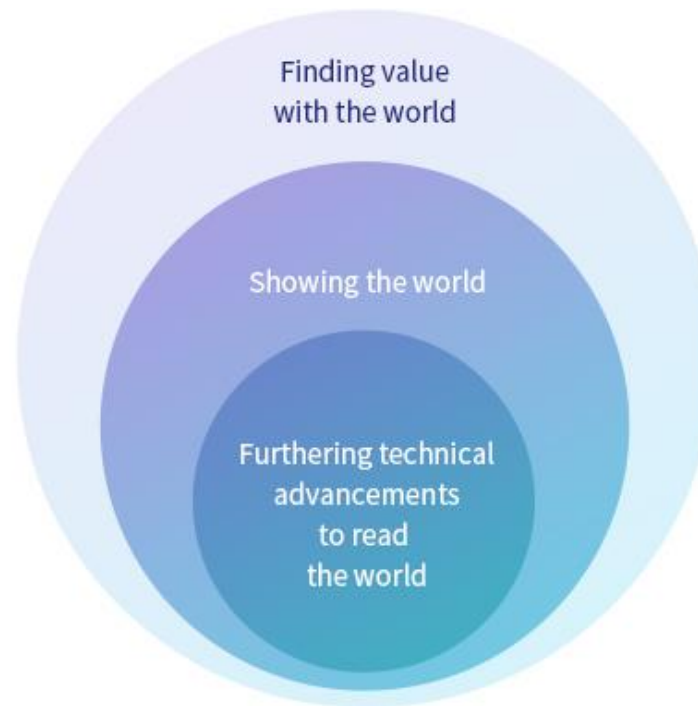 Finding value
with the world
Showing the world
Furthering technical
advancements
to read
the world